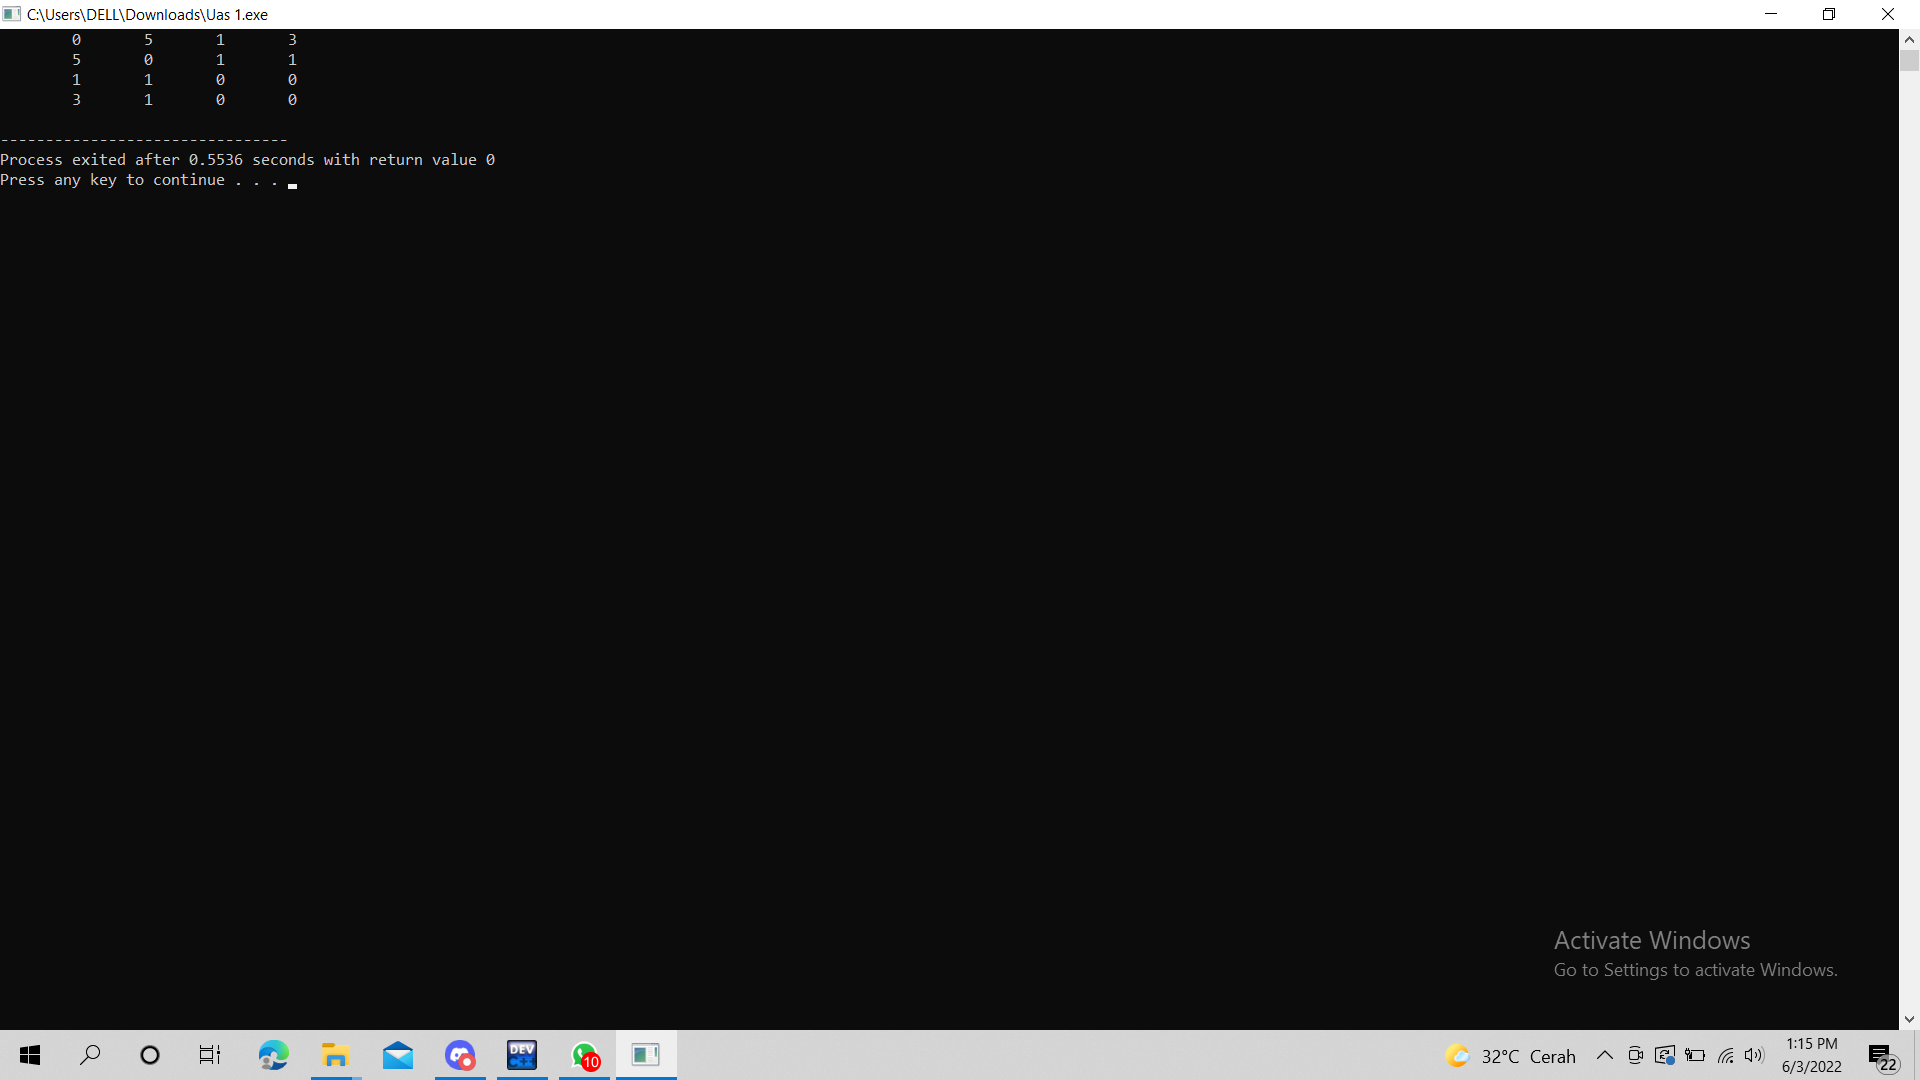 C:\Users\DELL\Downloads\Uas 1.exe
0 5 1 3
5 0 1 1
1 1 0 0
3 1 0 0
--------------------------------
Process exited after 0.5536 seconds with return value 0
Press any key to continue . . .
Activate Windows
Go to Settings to activate Windows.
DEV
C++
10
32°C Cerah
1:15 PM
6/3/2022
22